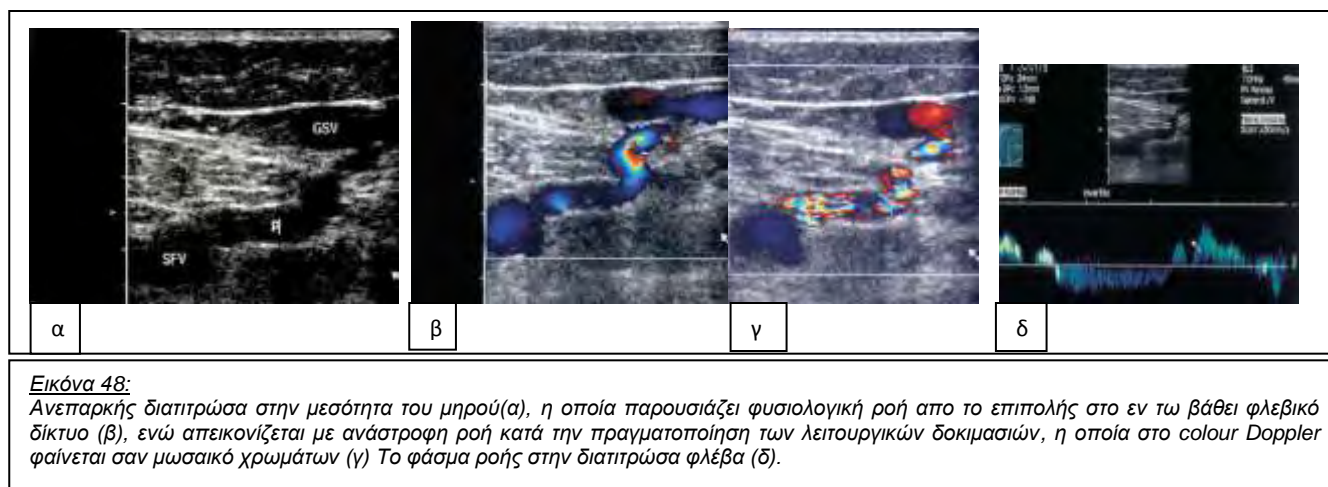 GSV
P
SFV
α
β
γ
δ
Εικόνα 48:
Ανεπαρκής διατιτρώσα στην μεσότητα του μηρού(α), η οποία παρουσιάζει φυσιολογική ροή απο το επιπολής στο εν τω βάθει φλεβικό
δίκτυο (β), ενώ απεικονίζεται με ανάστροφη ροή κατά την πραγματοποίηση των λειτουργικών δοκιμασιών, η οποία στο colour Doppler
φαίνεται σαν μωσαικό χρωμάτων (γ) Το φάσμα ροής στην διατιτρώσα φλέβα (δ).